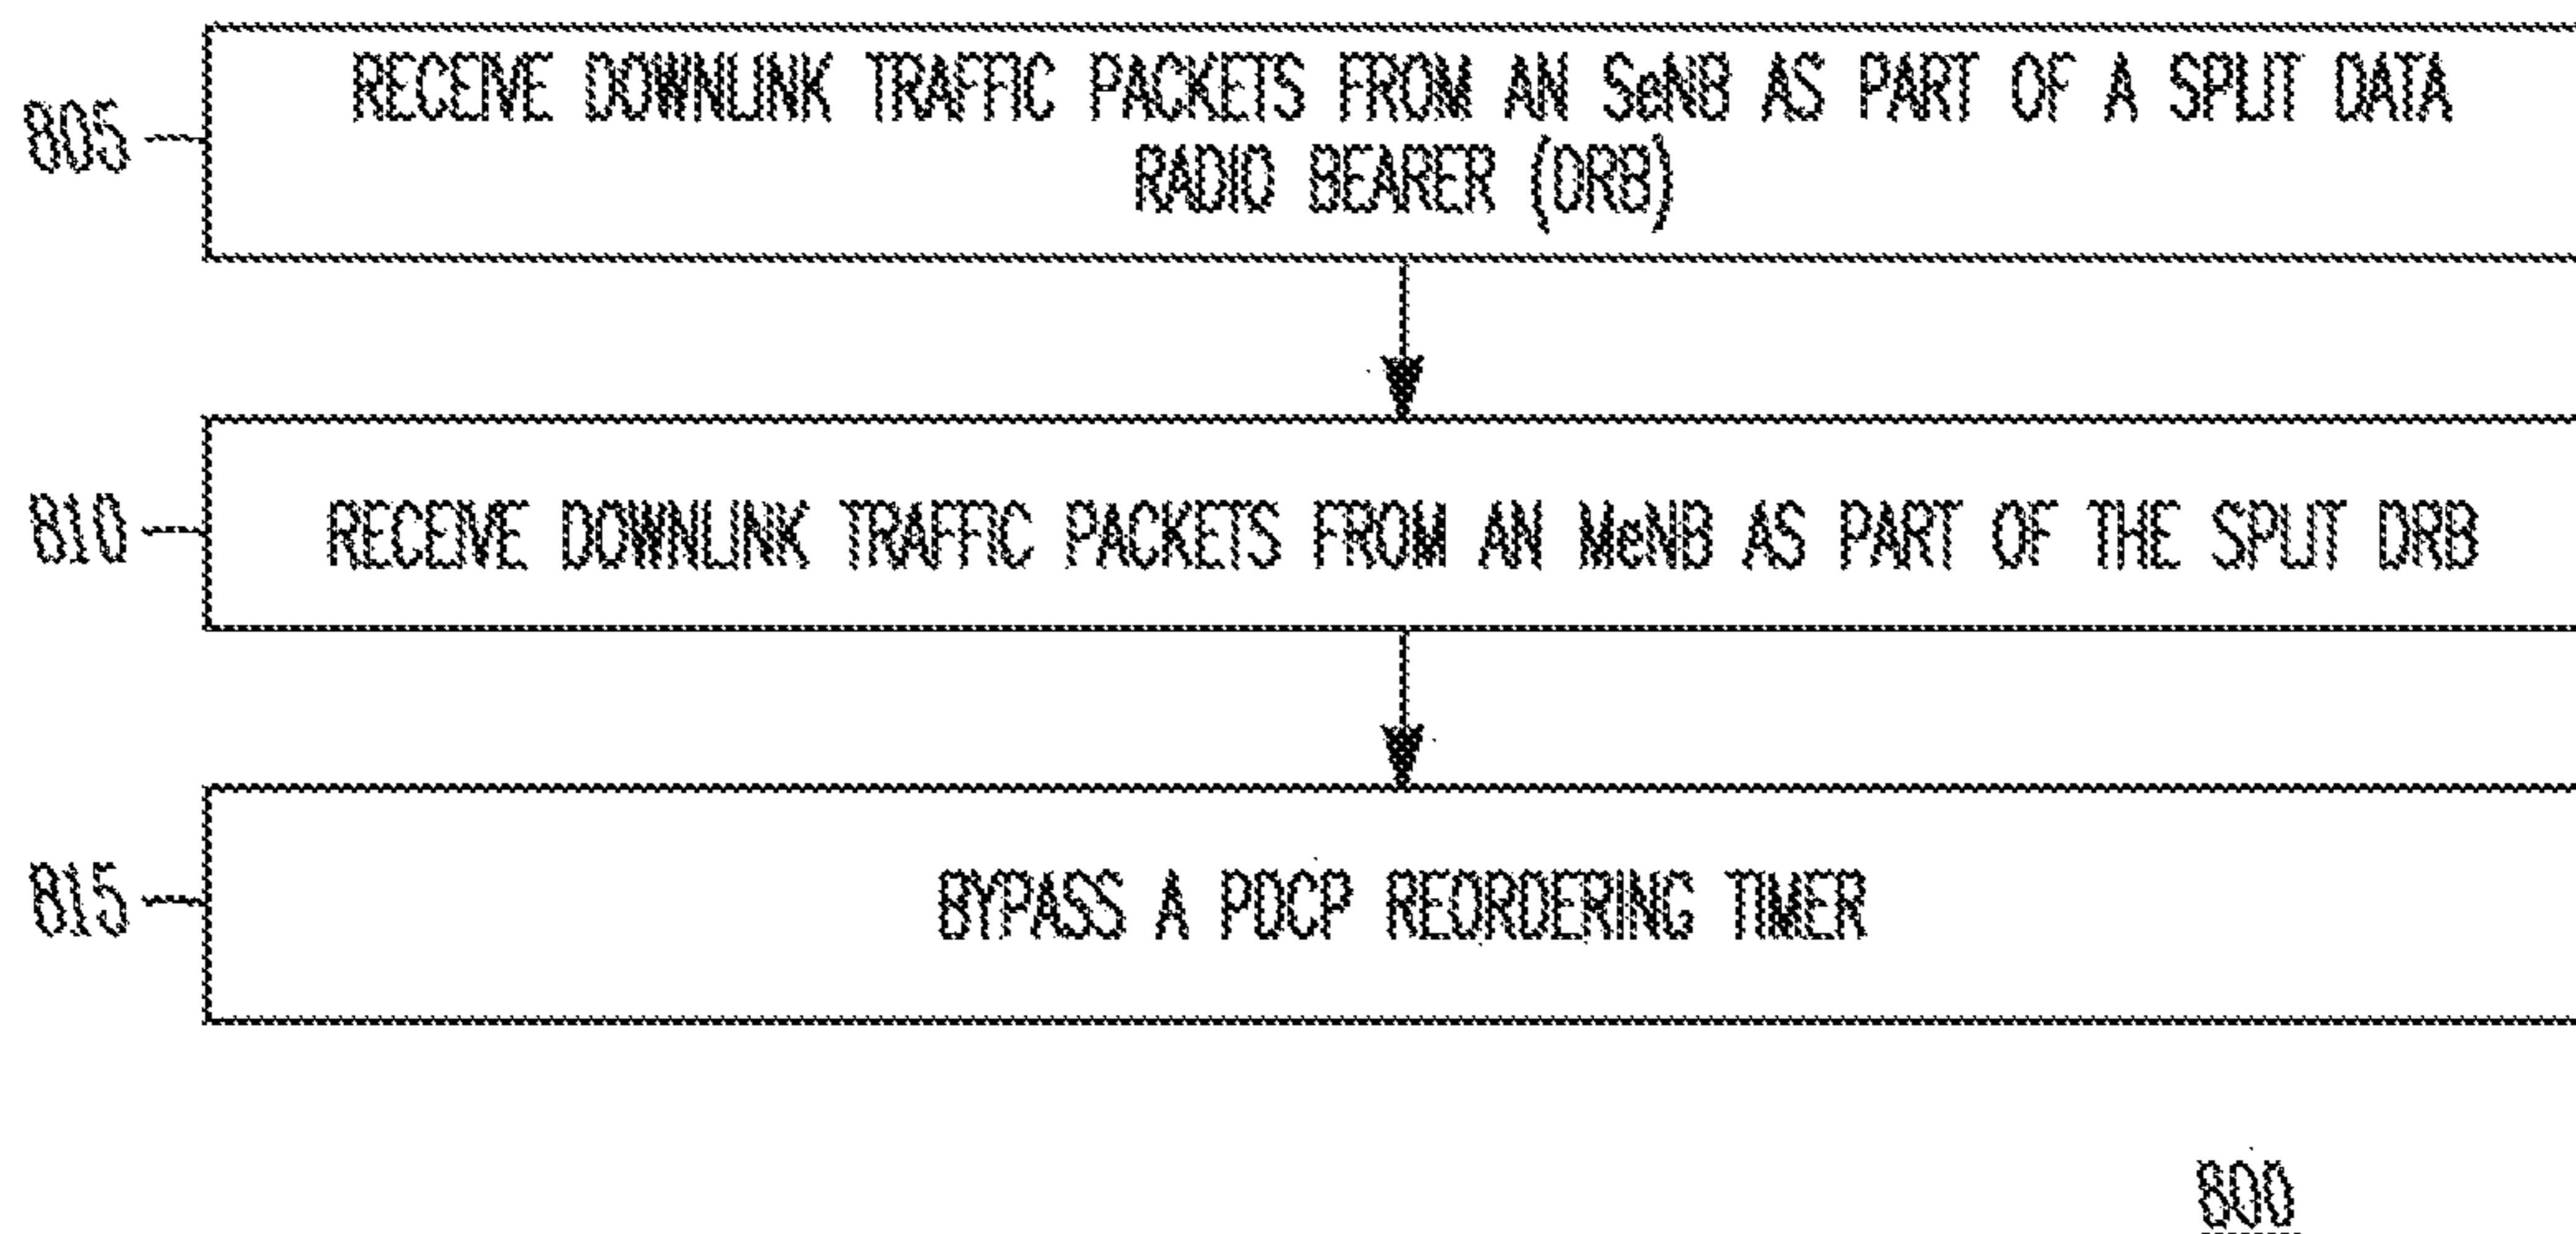 RECEIVE DOWNLINK TRAFFIC PACKETS FROM AN SeNB AS PART OF A SPLIT DATA
RADIO BEARER (DRB)
805
RECEIVE DOWNLINK TRAFFIC PACKETS FROM AN MeNB AS PART OF THE SPLIT DRB
810
BYPASS A PDCP REORDERING TIMER
815
800